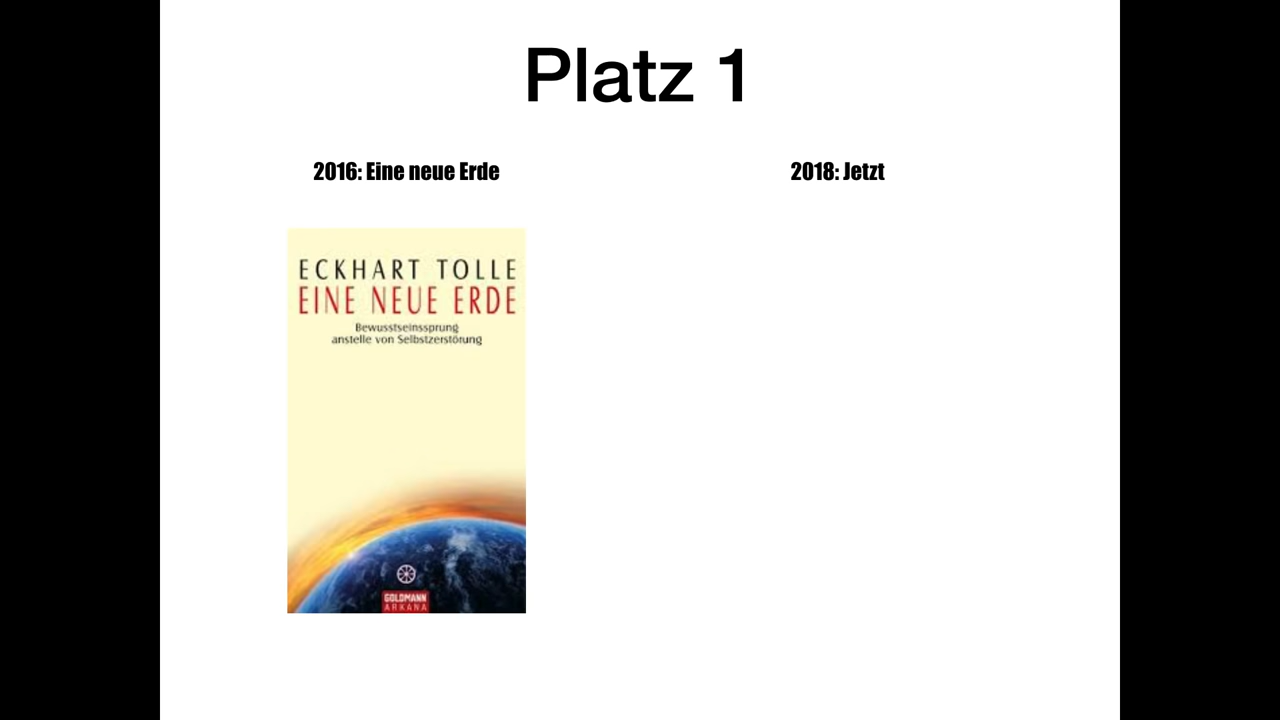 Platz 1
2016: Eine neue Erde
2018: Jetzt
ECKHART TOLLE
EINE NEUE ERDE
Bewusstseinssprung
anstelle von Selbstzerstörung
GOLDMANN
ARKANA